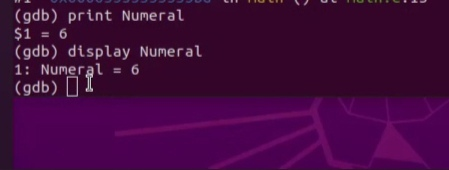 (gdb) print Numeral
$1 = 6
(gdb) display Numeral
1: Numeral = 6
(gdb)